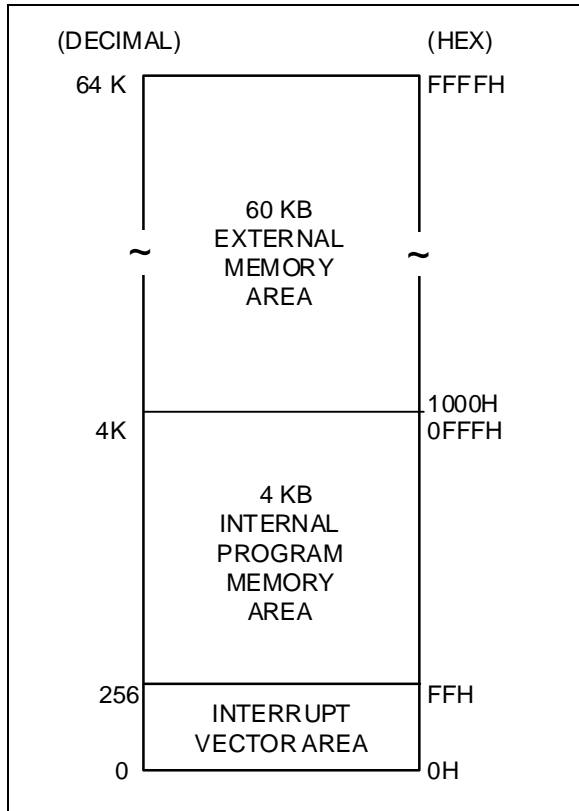 (DECIMAL) (HEX)
64 K FFFFH
60 KB
EXTERNAL
~ MEMORY ~
AREA
1000H
4K 0FFFH
4 KB
INTERNAL
PROGRAM
MEMORY
AREA
256 FFH
INTERRUPT
VECTOR AREA
0 0H